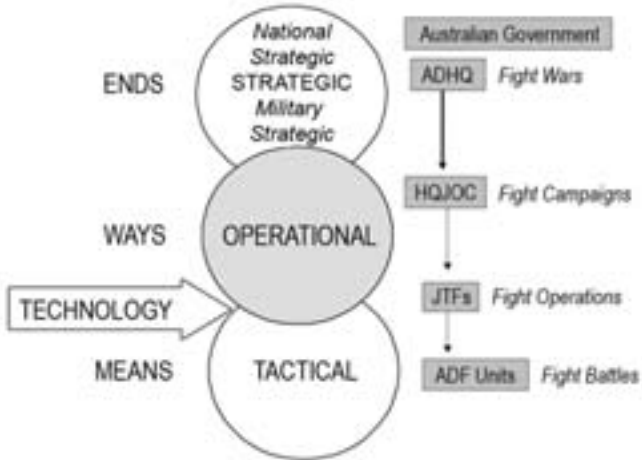 ENDS
National
Strategic
STRATEGIC
Military
Strategic
Australian Government
ADHQ Fight Wars
WAYS
OPERATIONAL
HQJOC Fight Campaigns
TECHNOLOGY
JTFs Fight Operations
MEANS
TACTICAL
ADF Units Fight Battles